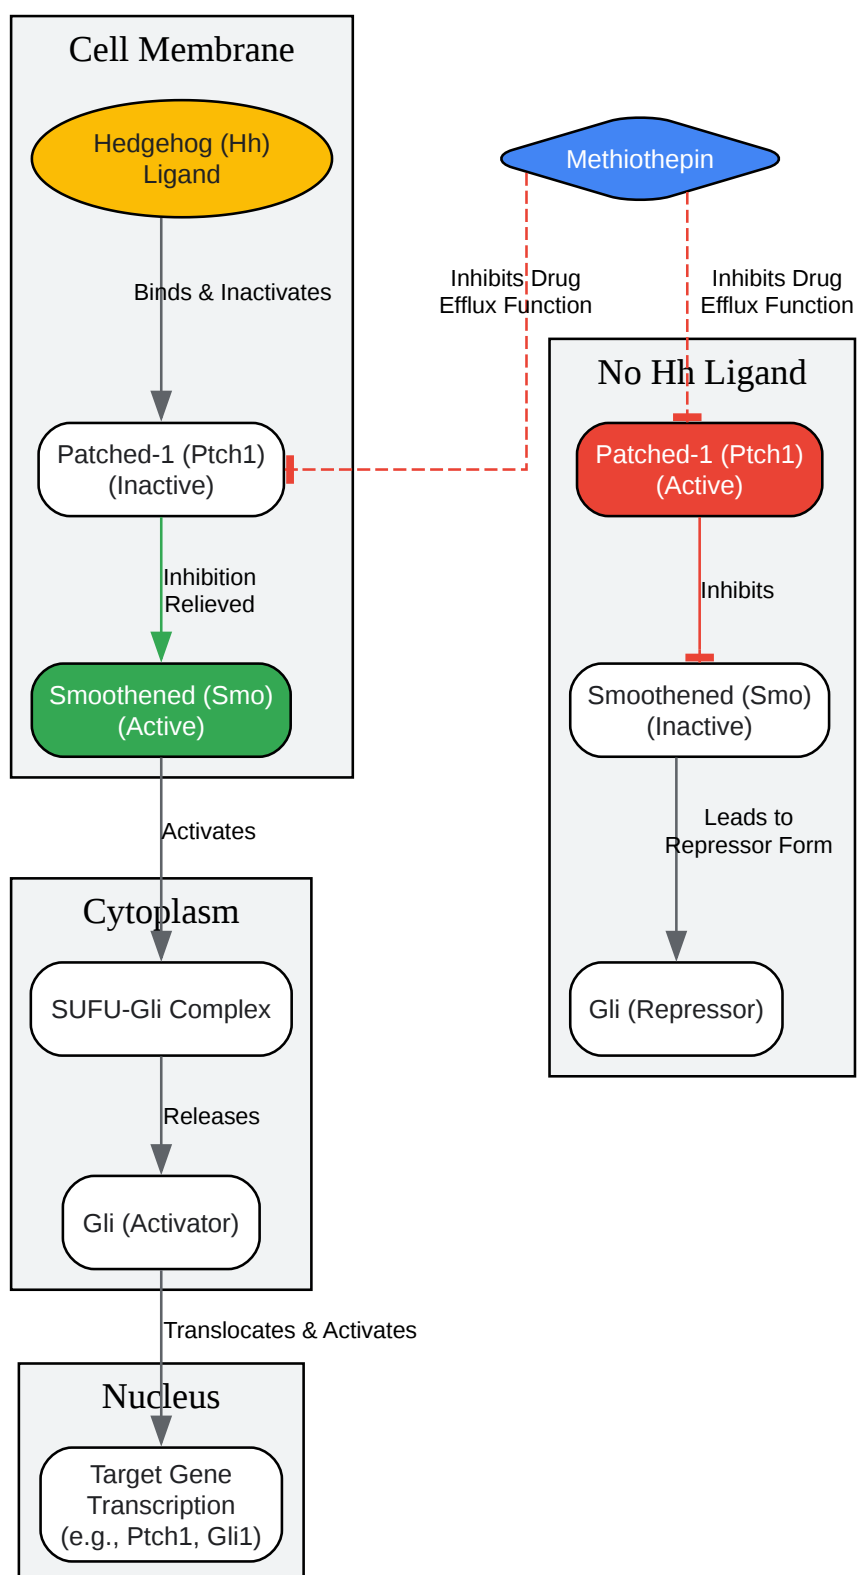 Cell Membrane
Hedgehog (Hh)
Ligand
Methiothepin
Binds & Inactivates
Inhibits Drug
Efflux Function
Inhibits Drug
Efflux Function
No Hh Ligand
Patched-1 (Ptch1)
(Inactive)
Patched-1 (Ptch1)
(Active)
Inhibition
Relieved
Inhibits
Smoothened (Smo)
(Active)
Smoothened (Smo)
(Inactive)
Activates
Leads to
Repressor Form
Cytoplasm
SUFU-Gli Complex
Gli (Repressor)
Releases
Gli (Activator)
Translocates & Activates
Nucleus
Target Gene
Transcription
(e.g., Ptch1, Gli1)